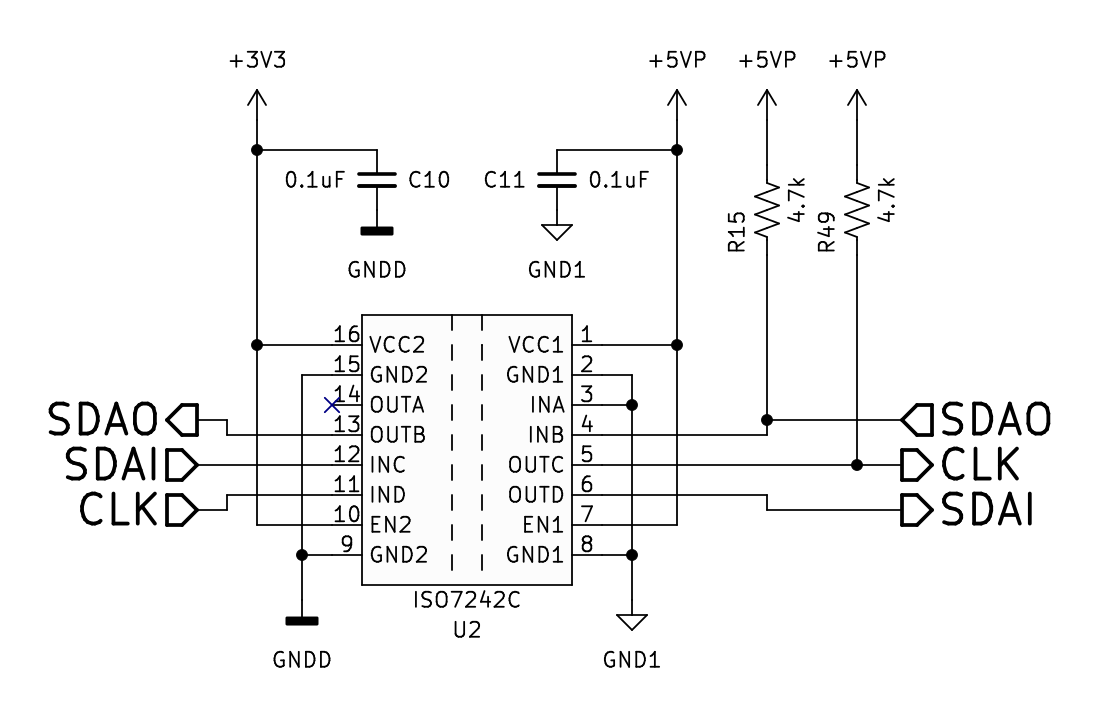 +3V3
+5VP
+5VP
+5VP
0.1uF
C10
C11
0.1uF
R15
4.7k
R49
4.7k
GNDD
GND1
16
VCC2
VCC1
1
15
GND2
GND1
2
14
OUTA
INA
3
SDAO
13
OUTB
INB
4
SDAO
SDAI
12
INC
OUTC
5
CLK
CLK
11
IND
OUTD
6
SDAI
10
EN2
EN1
7
9
GND2
GND1
8
ISO7242C
U2
GNDD
GND1